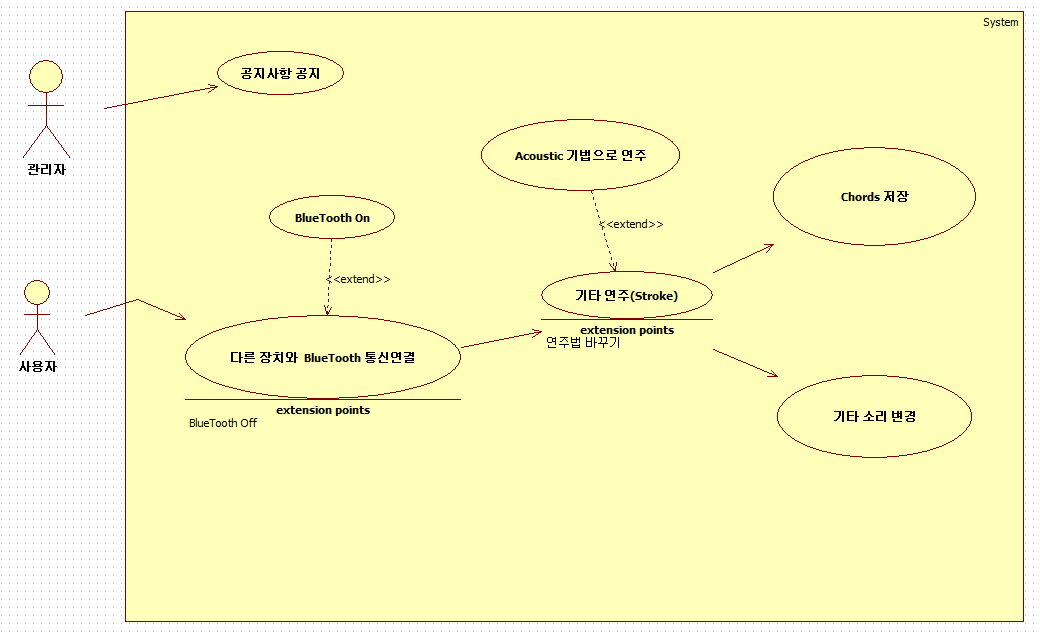 System
공지사항 공지
관리자
Acoustic 기법으로 연주
Chords 저장
BlueTooth On
<<extend>>
<<extend>>
기타 연주(Stroke)
extension points
연주법 바꾸기
사용자
다른 장치와 BlueTooth 통신연결
extension points
BlueTooth Off
기타 소리 변경